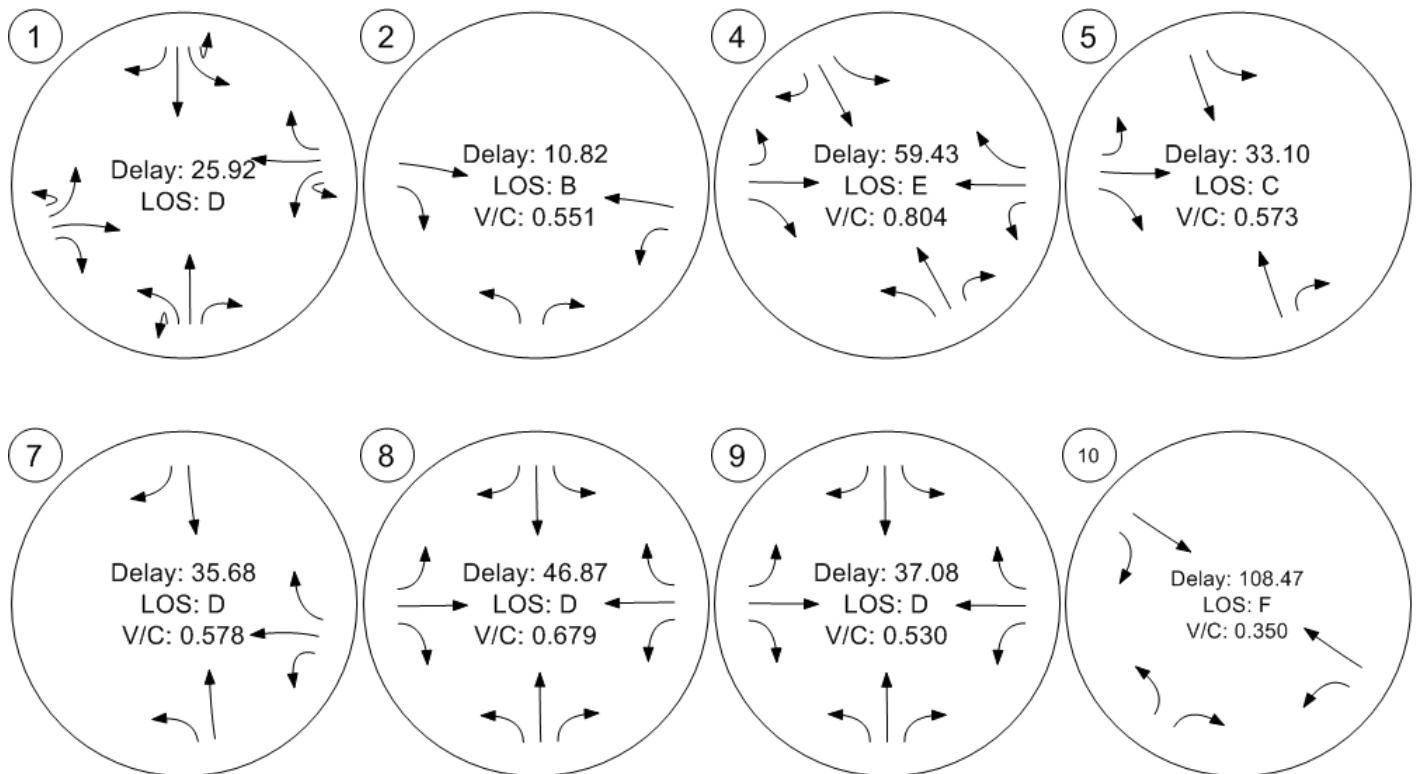 1
Delay: 25.92
LOS: D
2
Delay: 10.82
LOS: B
V/C: 0.551
4
Delay: 59.43
LOS: E
V/C: 0.804
5
Delay: 33.10
LOS: C
V/C: 0.573
7
Delay: 35.68
LOS: D
V/C: 0.578
8
Delay: 46.87
LOS: D
V/C: 0.679
9
Delay: 37.08
LOS: D
V/C: 0.530
10
Delay: 108.47
LOS: F
V/C: 0.350